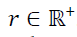 r ∈ ℝ⁺